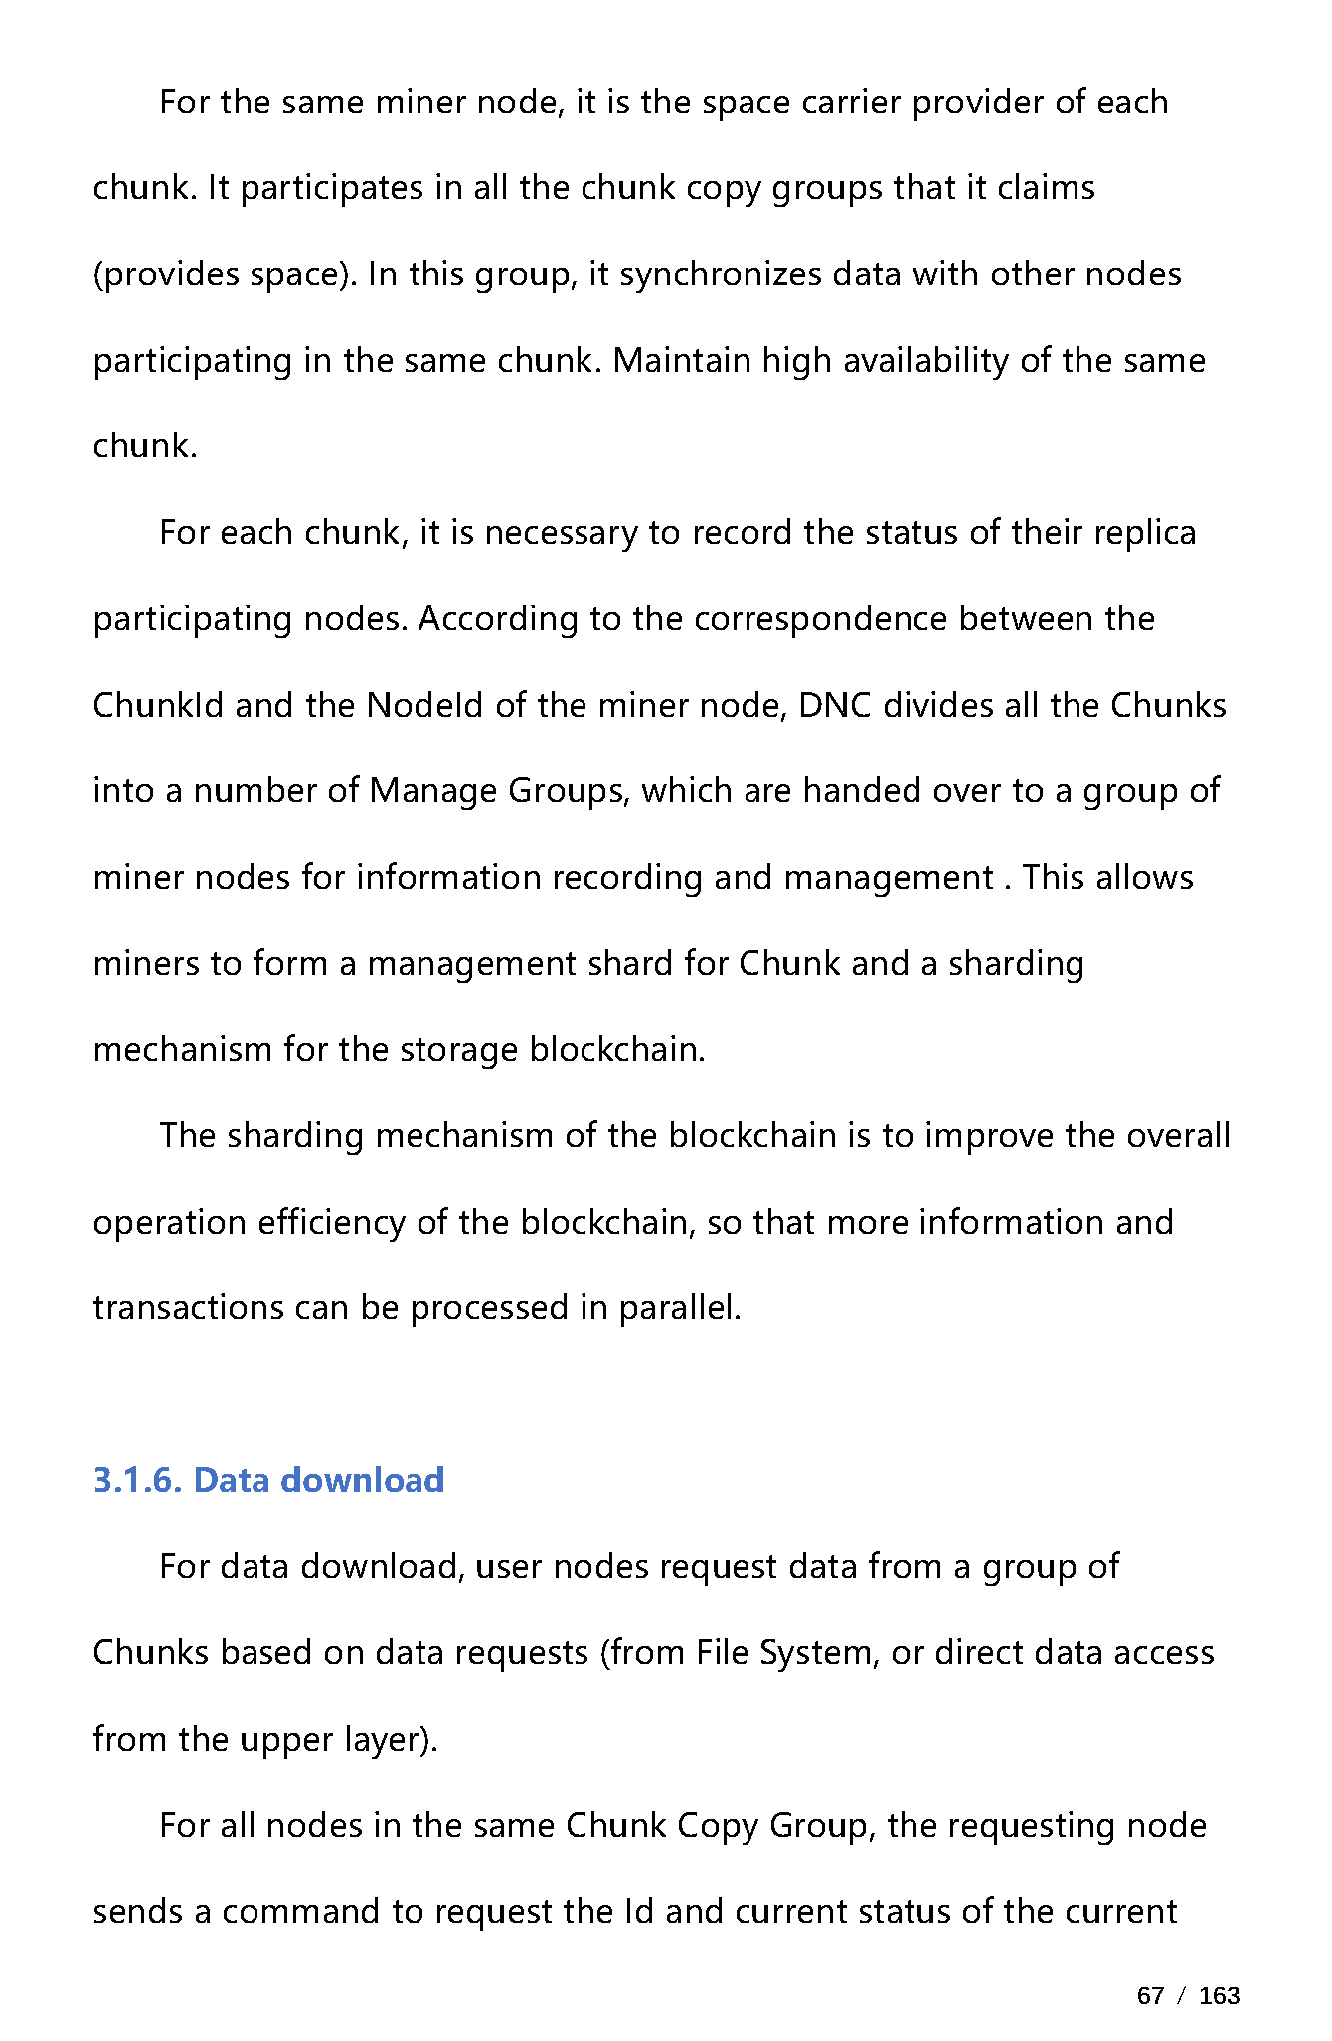 For the same miner node, it is the space carrier provider of each
chunk. It participates in all the chunk copy groups that it claims
(provides space). In this group, it synchronizes data with other nodes
participating in the same chunk. Maintain high availability of the same
chunk.
For each chunk, it is necessary to record the status of their replica
participating nodes. According to the correspondence between the
ChunkId and the NodeId of the miner node, DNC divides all the Chunks
into a number of Manage Groups, which are handed over to a group of
miner nodes for information recording and management . This allows
miners to form a management shard for Chunk and a sharding
mechanism for the storage blockchain.
The sharding mechanism of the blockchain is to improve the overall
operation efficiency of the blockchain, so that more information and
transactions can be processed in parallel.
3.1.6. Data download
For data download, user nodes request data from a group of
Chunks based on data requests (from File System, or direct data access
from the upper layer).
For all nodes in the same Chunk Copy Group, the requesting node
sends a command to request the Id and current status of the current
67 / 163